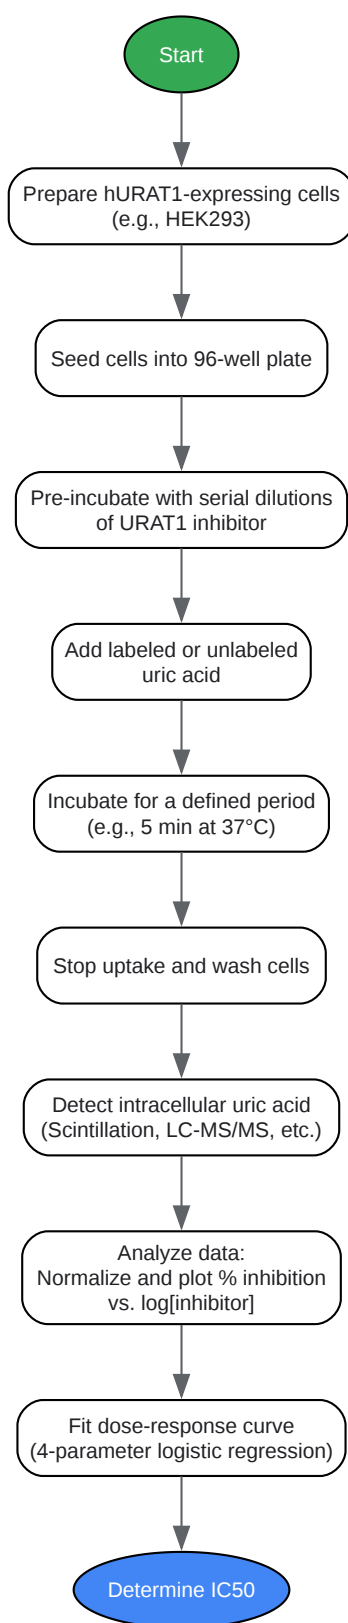 Start
Prepare hURAT1-expressing cells
(e.g., HEK293)
Seed cells into 96-well plate
Pre-incubate with serial dilutions
of URAT1 inhibitor
Add labeled or unlabeled
uric acid
Incubate for a defined period
(e.g., 5 min at 37°C)
Stop uptake and wash cells
Detect intracellular uric acid
(Scintillation, LC-MS/MS, etc.)
Analyze data:
Normalize and plot % inhibition
vs. log[inhibitor]
Fit dose-response curve
(4-parameter logistic regression)
Determine IC50